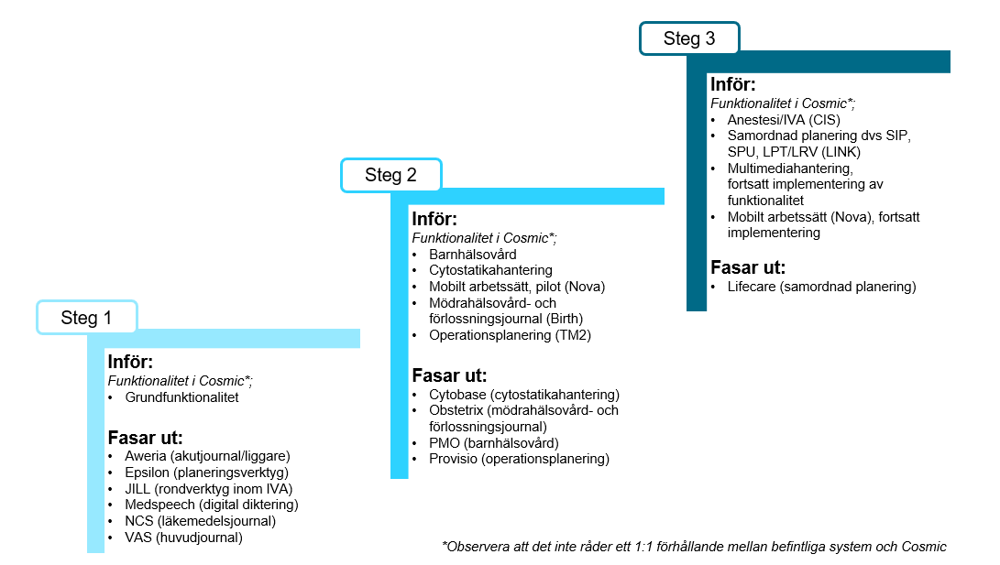 Steg 1
Inför:
Funktionalitet i Cosmic*;
• Grundfunktionalitet
Fasar ut:
• Aweria (akutjournal/liggare)
• Epsilon (planeringsverktyg)
• JILL (rondverktyg inom IVA)
• Medspeech (digital diktering)
• NCS (läkemedelsjournal)
• VAS (huvudjournal)
Steg 2
Inför:
Funktionalitet i Cosmic*;
• Barnhälsovård
• Cytostatikahantering
• Mobilt arbetssätt, pilot (Nova)
• Mödrahälsovård- och
förlossningsjournal (Birth)
• Operationsplanering (TM2)
Fasar ut:
• Cytobase (cytostatikahantering)
• Obstetrix (mödrahälsovård- och
förlossningsjournal)
• PMO (barnhälsovård)
• Provisio (operationsplanering)
Steg 3
Inför:
Funktionalitet i Cosmic*;
• Anestesi/IVA (CIS)
• Samordnad planering dvs SIP,
SPU, LPT/LRV (LINK)
• Multimediahantering,
fortsatt implementering av
funktionalitet
• Mobilt arbetssätt (Nova), fortsatt
implementering
Fasar ut:
• Lifecare (samordnad planering)
*Observera att det inte råder ett 1:1 förhållande mellan befintliga system och Cosmic